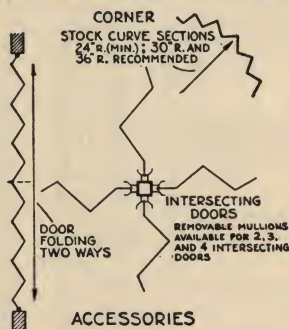 CORNER
STOCK CURVE SECTIONS
24"R.(MIN.); 30"R. AND
36"R. RECOMMENDED
INTERSECTING
DOORS
REMOVABLE MULLIONS
AVAILABLE FOR 2, 3,
AND 4 INTERSECTING
DOORS
DOOR
FOLDING
TWO WAYS
ACCESSORIES